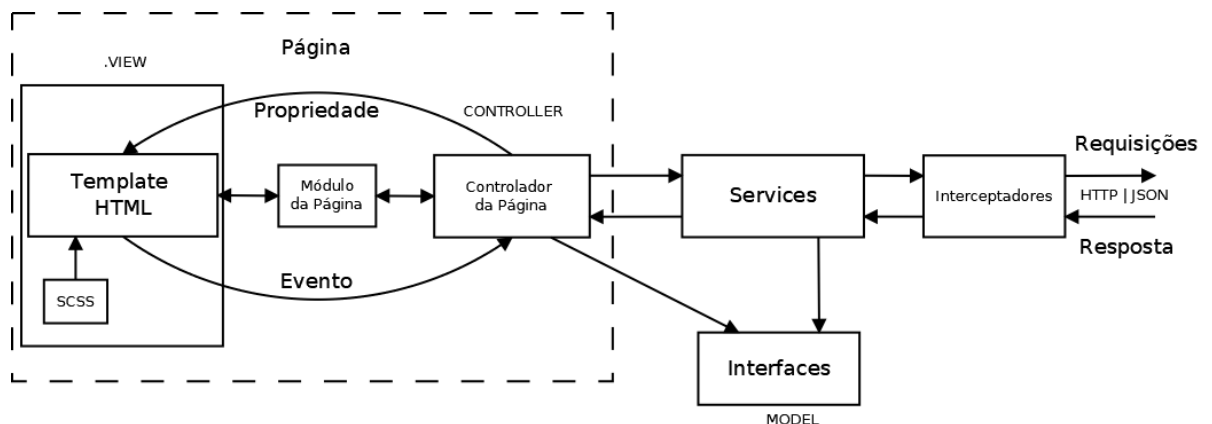 Página
.VIEW
Propriedade
CONTROLLER
Template
HTML
Módulo
da Página
Controlador
da Página
Services
Interceptadores
Requisições
HTTP | JSON
Resposta
Evento
SCSS
Interfaces
MODEL